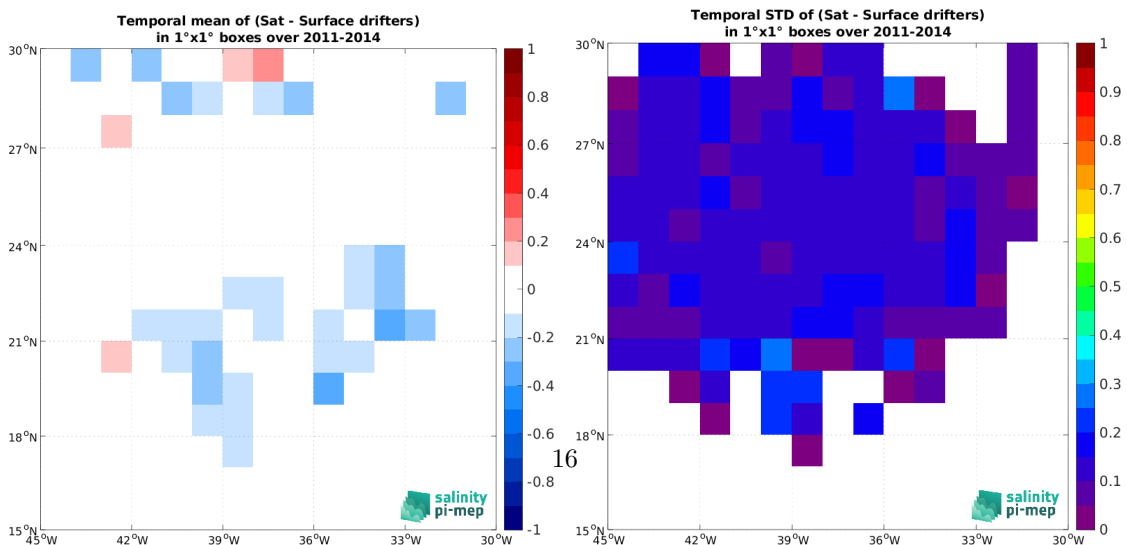 Temporal mean of (Sat - Surface drifters)
in 1°x1° boxes over 2011-2014
30°N
27°N
24°N
21°N
18°N
15°N
45°W
42°W
39°W
36°W
33°W
30°W
1
0.8
0.6
0.4
0.2
0
-0.2
-0.4
-0.6
-0.8
-1
salinity
pi-mep
Temporal STD of (Sat - Surface drifters)
in 1°x1° boxes over 2011-2014
30°N
27°N
24°N
21°N
18°N
15°N
45°W
42°W
39°W
36°W
33°W
30°W
1
0.9
0.8
0.7
0.6
0.5
0.4
0.3
0.2
0.1
0
salinity
pi-mep
16